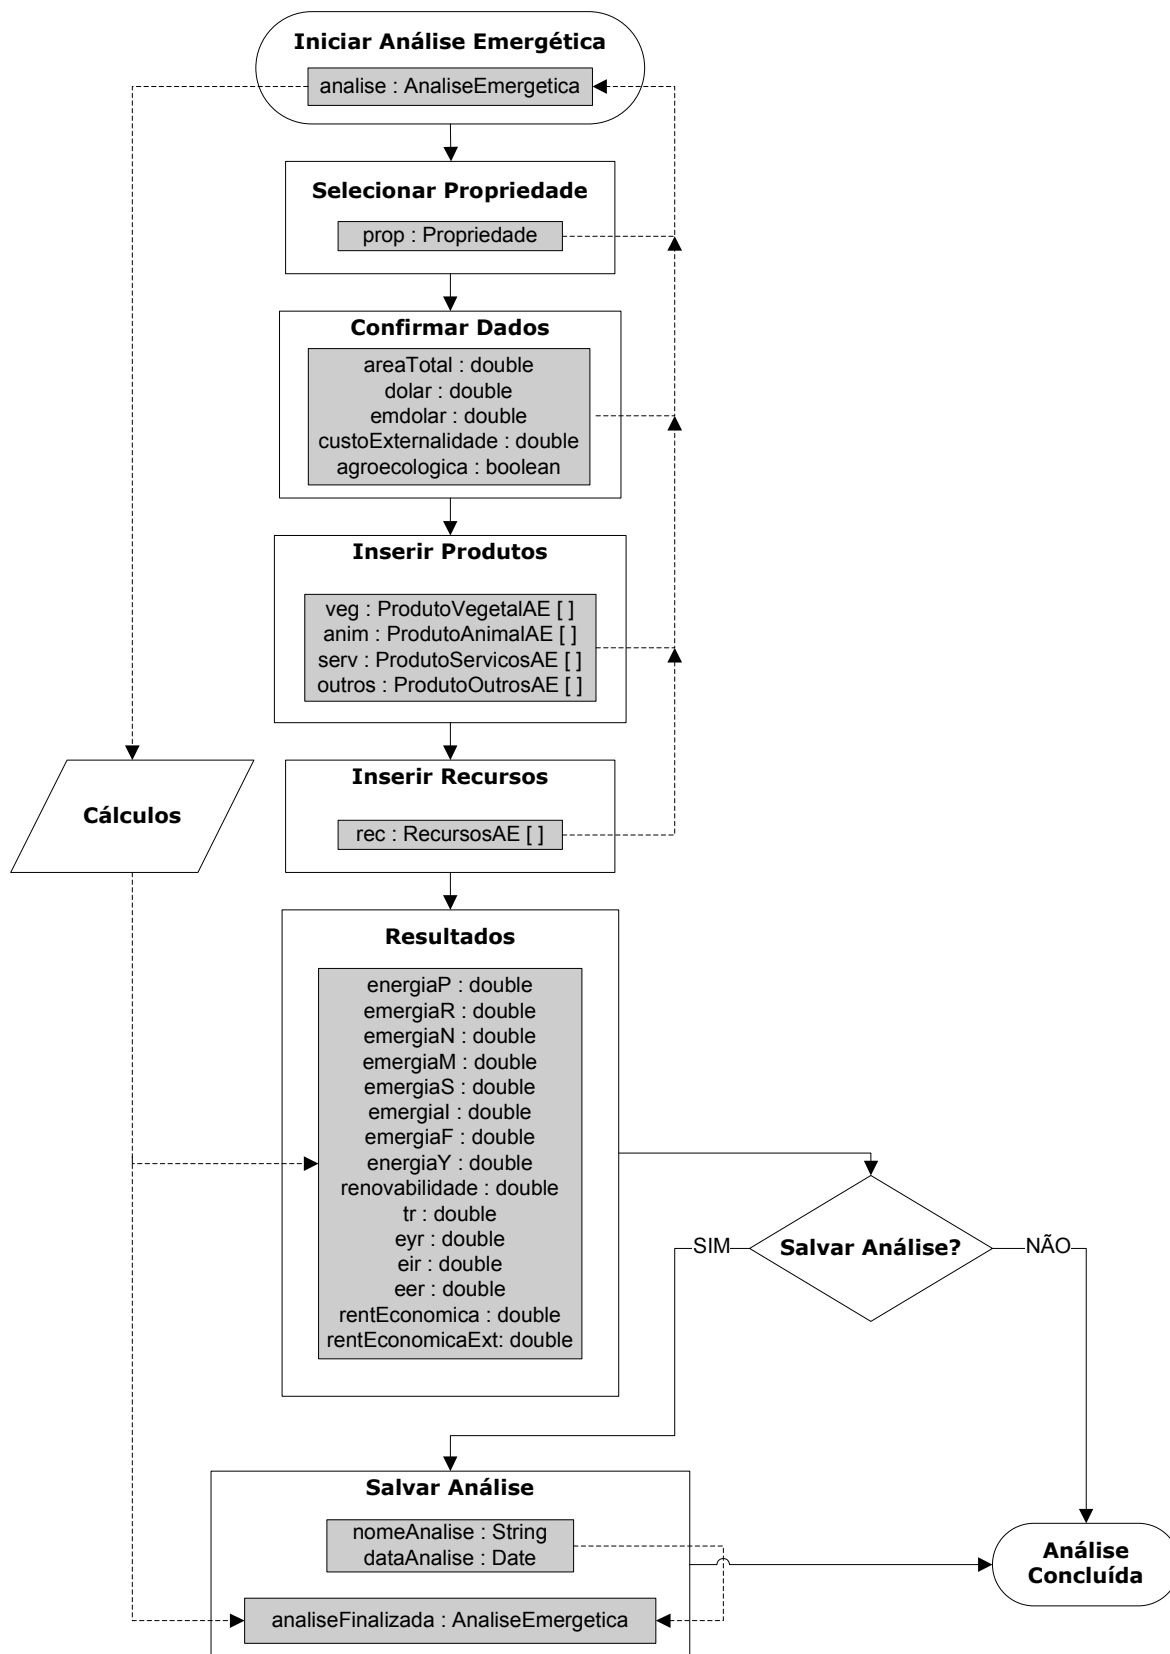 Iniciar Análise Emergética
analise : AnaliseEmergetica
Selecionar Propriedade
prop : Propriedade
Confirmar Dados
areaTotal : double
dolar : double
emdolar : double
custoExternalidade : double
agroecologica : boolean
Inserir Produtos
veg : ProdutoVegetalAE [ ]
anim : ProdutoAnimalAE [ ]
serv : ProdutoServicosAE [ ]
outros : ProdutoOutrosAE [ ]
Inserir Recursos
rec : RecursosAE [ ]
Cálculos
Resultados
energiaP : double
emergiaR : double
emergiaN : double
emergiaM : double
emergiaS : double
emergiaI : double
emergiaF : double
energiaY : double
renovabilidade : double
tr : double
eyr : double
eir : double
eer : double
rentEconomica : double
rentEconomicaExt: double
SIM
Salvar Análise?
NÃO
Salvar Análise
nomeAnalise : String
dataAnalise : Date
analiseFinalizada : AnaliseEmergetica
Análise
Concluída